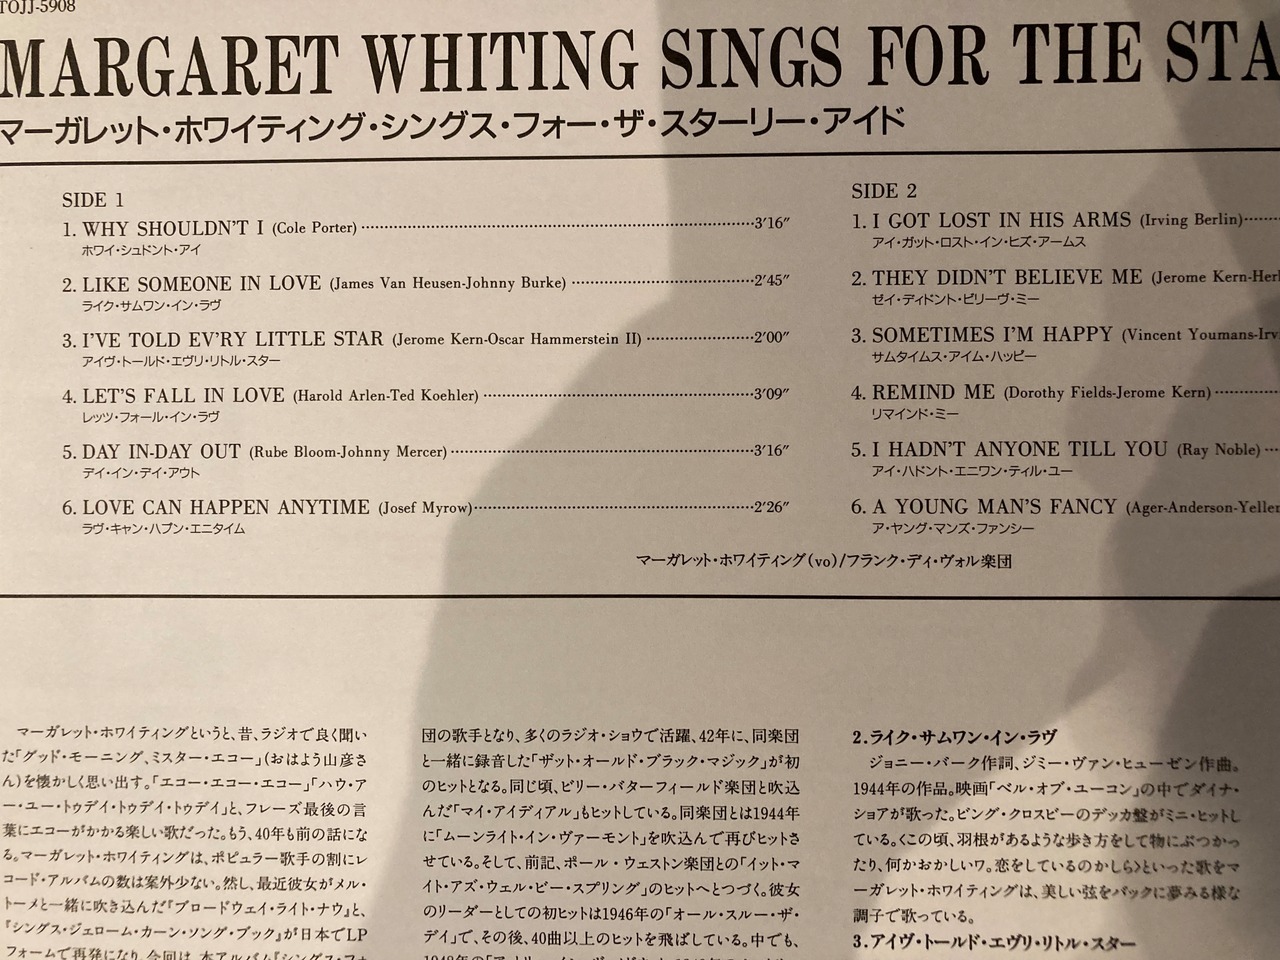 TOJJ-5908
MARGARET WHITING SINGS FOR THE STA
マーガレット・ホワイティング・シングス・フォー・ザ・スターリー・アイド
SIDE 1
1. WHY SHOULDN'T I (Cole Porter) 3′16″
ホワイ・シュドント・アイ
2. LIKE SOMEONE IN LOVE (James Van Heusen-Johnny Burke) 2′45″
ライク・サムワン・イン・ラヴ
3. I'VE TOLD EV'RY LITTLE STAR (Jerome Kern-Oscar Hammerstein II) 2′00″
アイヴ・トールド・エヴリ・リトル・スター
4. LET'S FALL IN LOVE (Harold Arlen-Ted Koehler) 3′09″
レッツ・フォール・イン・ラヴ
5. DAY IN-DAY OUT (Rube Bloom-Johnny Mercer) 3′16″
デイ・イン・デイ・アウト
6. LOVE CAN HAPPEN ANYTIME (Josef Myrow) 2′26″
ラヴ・キャン・ハプン・エニタイム
SIDE 2
1. I GOT LOST IN HIS ARMS (Irving Berlin)
アイ・ガット・ロスト・イン・ヒズ・アームス
2. THEY DIDN'T BELIEVE ME (Jerome Kern-Her
ゼイ・ディドント・ビリーヴ・ミー
3. SOMETIMES I'M HAPPY (Vincent Youmans-Irv
サムタイムス・アイム・ハッピー
4. REMIND ME (Dorothy Fields-Jerome Kern)
リマインド・ミー
5. I HADN'T ANYONE TILL YOU (Ray Noble)
アイ・ハドント・エニワン・ティル・ユー
6. A YOUNG MAN'S FANCY (Ager-Anderson-Yellen
ア・ヤング・マンズ・ファンシー
マーガレット・ホワイティング(vo)/フランク・ディ・ヴォル楽団
マーガレット・ホワイティングというと、昔、ラジオで良く聞い
た「グッド・モーニング、ミスター・エコー」(おはよう山彦さ
ん)を懐かしく思い出す。「エコー・エコー・エコー」「ハウ・ア
ー・ユー・トゥデイ・トゥデイ・トゥデイ」と、フレーズ最後の言
葉にエコーがかかる楽しい歌だった。もう、40年も前の話にな
る。マーガレット・ホワイティングは、ポピュラー歌手の割にレ
コード・アルバムの数は案外少ない。然し、最近彼女がメル・
トーメと一緒に吹き込んだ『ブロードウェイ・ライト・ナウ』と、
『シングス・ジェローム・カーン・ソング・ブック』が日本でLP
フォームで再発になり、今回は、本アルバム『シングス・フォ
団の歌手となり、多くのラジオ・ショウで活躍、42年に、同楽団
と一緒に録音した「ザット・オールド・ブラック・マジック」が初
のヒットとなる。同じ頃、ビリー・バターフィールド楽団と吹込
んだ「マイ・アイディアル」もヒットしている。同楽団とは1944年
に「ムーンライト・イン・ヴァーモント」を吹込んで再びヒットさ
せている。そして、前記、ポール・ウェストン楽団との「イット・マ
イト・アズ・ウェル・ビー・スプリング」のヒットへとつづく。彼女
のリーダーとしての初ヒットは1946年の「オール・スルー・ザ・
デイ」で、その後、40曲以上のヒットを飛ばしている。中でも、
2.ライク・サムワン・イン・ラヴ
ジョニー・バーク作詞、ジミー・ヴァン・ヒューゼン作曲。
1944年の作品。映画「ベル・オブ・ユーコン」の中でダイナ・
ショアが歌った。ビング・クロスビーのデッカ盤がミニ・ヒットし
ている。くこの頃、羽根があるような歩き方をして物にぶつかっ
たり、何かおかしいワ。恋をしているのかしら>といった歌をマ
ーガレット・ホワイティングは、美しい弦をバックに夢みる様な
調子で歌っている。
3.アイヴ・トールド・エヴリ・リトル・スター